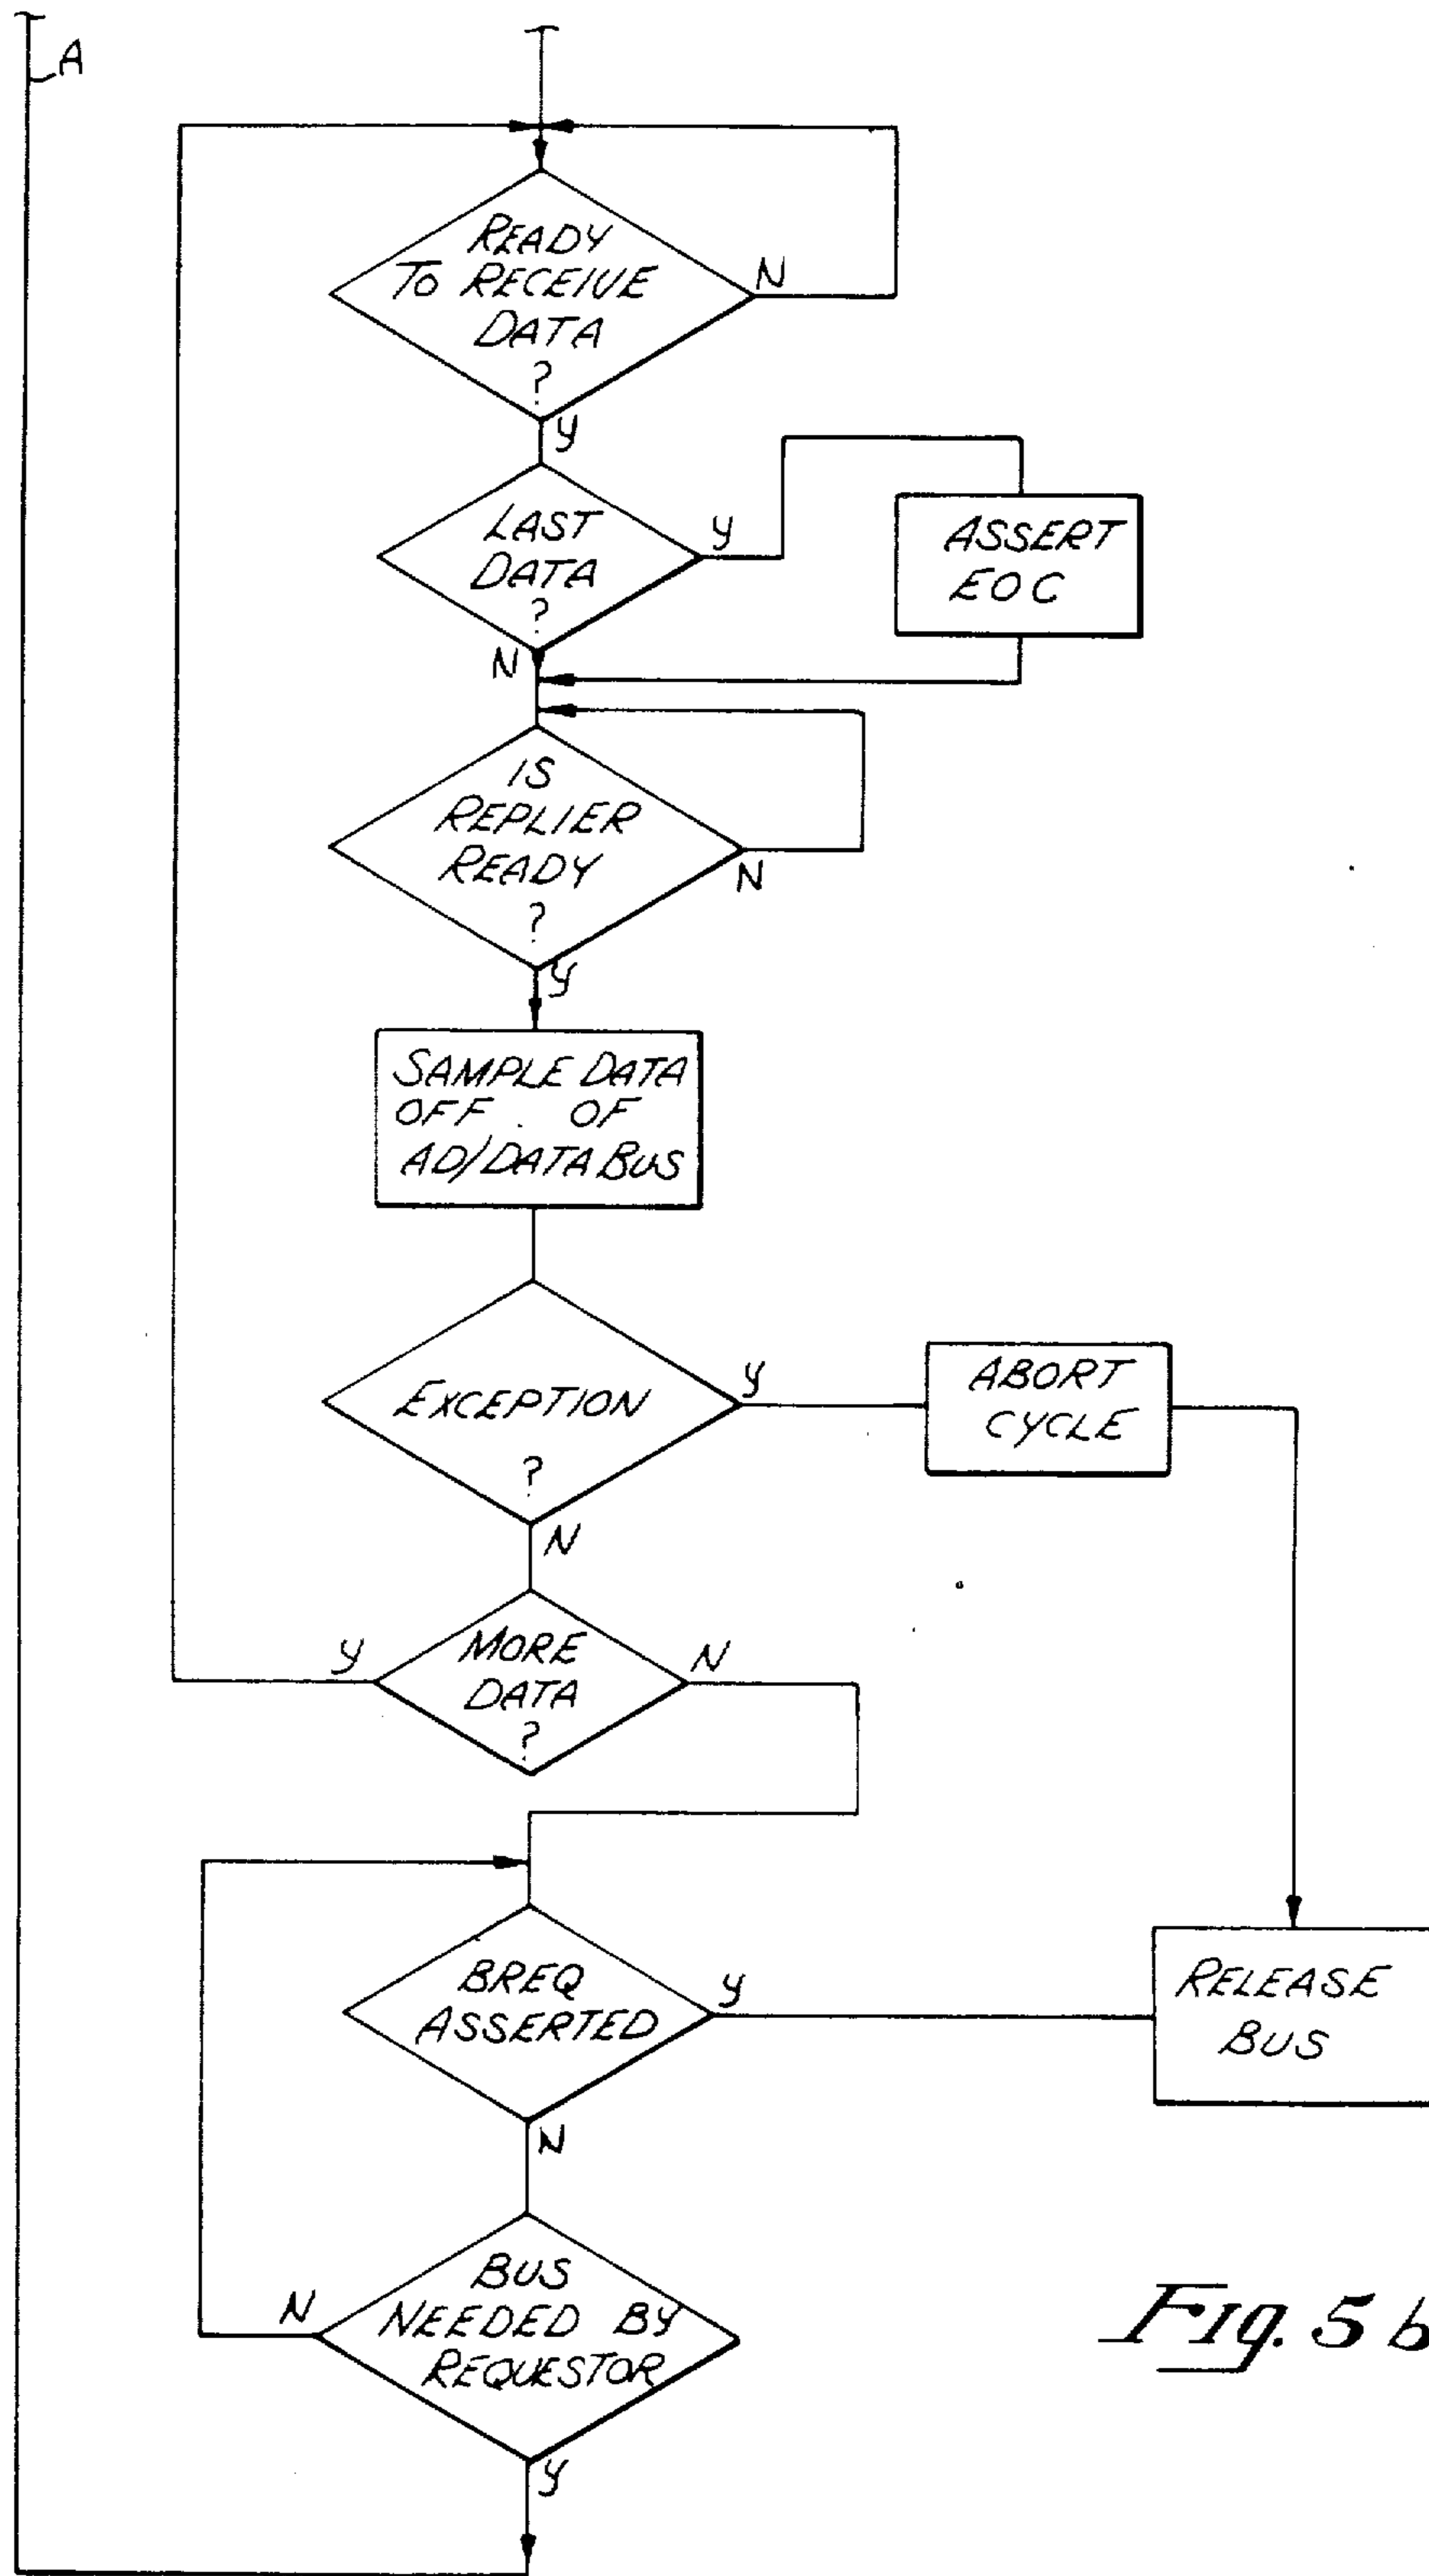 A
READY
TO RECEIVE
DATA
?
N
Y
LAST
DATA
?
Y
N
ASSERT
EOC
IS
REPLIER
READY
?
N
Y
SAMPLE DATA
OFF OF
AD/DATA BUS
EXCEPTION
?
Y
N
ABORT
CYCLE
MORE
DATA
?
Y
N
BREQ
ASSERTED
Y
N
RELEASE
BUS
BUS
NEEDED BY
REQUESTOR
N
Y
Fig. 5b